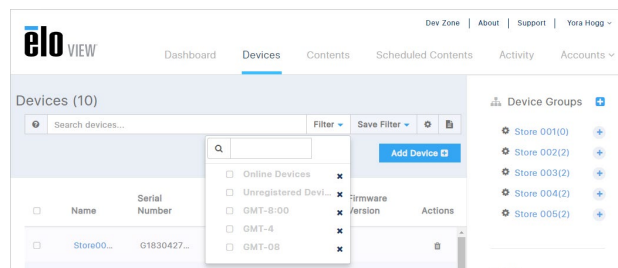 Dev Zone | About | Support | Yora Hogg
elo VIEW
Dashboard Devices Contents Scheduled Contents Activity Accounts
Devices (10)
Search devices... Filter Save Filter
Add Device
Online Devices
Unregistered Devi...
GMT-8:00
GMT-4
GMT-08
Name Serial Number Firmware Version Actions
Store00... G1830427...
Device Groups
Store 001(0)
Store 002(2)
Store 003(2)
Store 004(2)
Store 005(2)